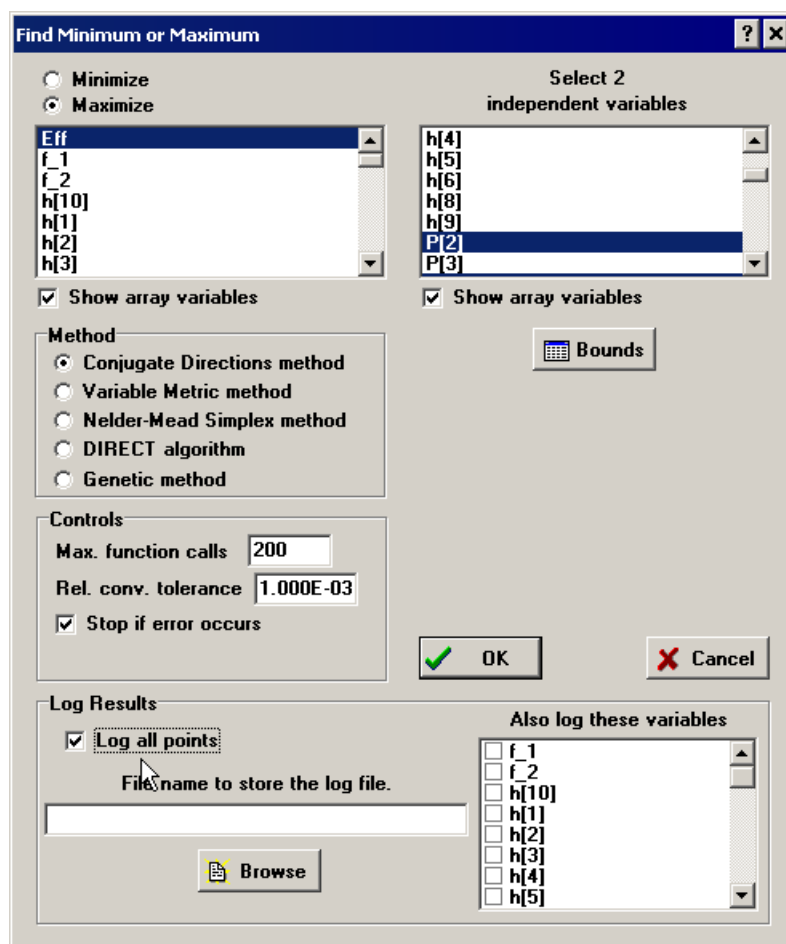 Find Minimum or Maximum
Minimize
Maximize
Eff
f_1
f_2
h[10]
h[1]
h[2]
h[3]
Show array variables
Select 2
independent variables
h[4]
h[5]
h[6]
h[8]
h[9]
P[2]
P[3]
Show array variables
Bounds
Method
Conjugate Directions method
Variable Metric method
Nelder-Mead Simplex method
DIRECT algorithm
Genetic method
Controls
Max. function calls 200
Rel. conv. tolerance 1.000E-03
Stop if error occurs
OK
Cancel
Log Results
Log all points
File name to store the log file.
Browse
Also log these variables
f_1
f_2
h[10]
h[1]
h[2]
h[3]
h[4]
h[5]